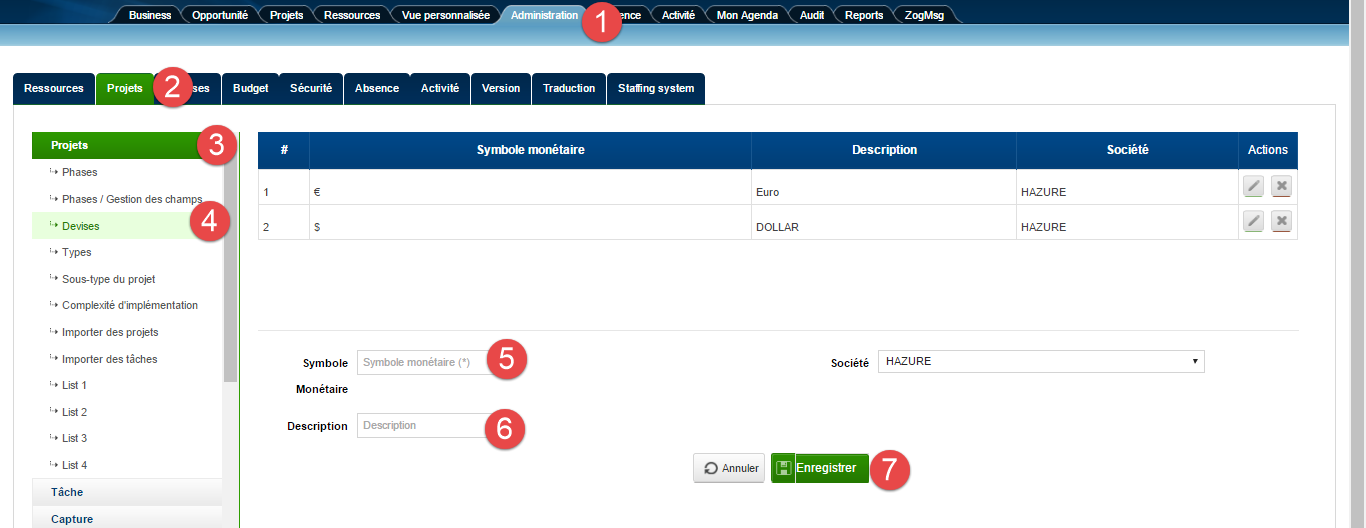 Business Opportunité Projets Ressources Vue personnalisée Administration 1 ence Activité Mon Agenda Audit Reports ZogMsg
Ressources Projets 2 ses Budget Sécurité Absence Activité Version Traduction Staffing system
Projets 3
Phases
Phases / Gestion des champs
Devises 4
Types
Sous-type du projet
Complexité d'implémentation
Importer des projets
Importer des tâches
List 1
List 2
List 3
List 4
Tâche
Capture
# Symbole monétaire Description Société Actions
1 € Euro HAZURE
2 $ DOLLAR HAZURE
Symbole Monétaire Symbole monétaire (*) 5 Société HAZURE
Description Description 6
Annuler Enregistrer 7